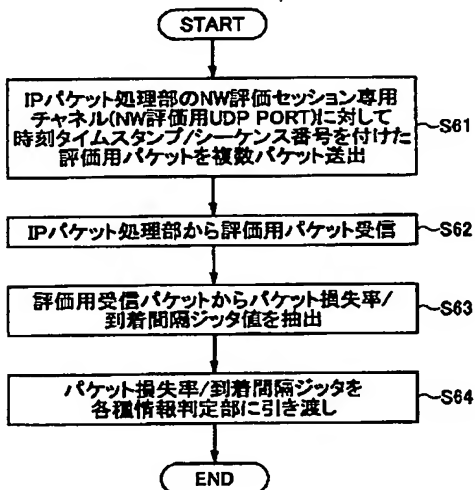 START
IPパケット処理部のNW評価セッション専用
チャネル(NW評価用UDP PORT)に対して
時刻タイムスタンプ/シーケンス番号を付けた
評価用パケットを複数パケット送出
~S61
IPパケット処理部から評価用パケット受信
~S62
評価用受信パケットからパケット損失率/
到着間隔ジッタ値を抽出
~S63
パケット損失率/到着間隔ジッタを
各種情報判定部に引き渡し
~S64
END